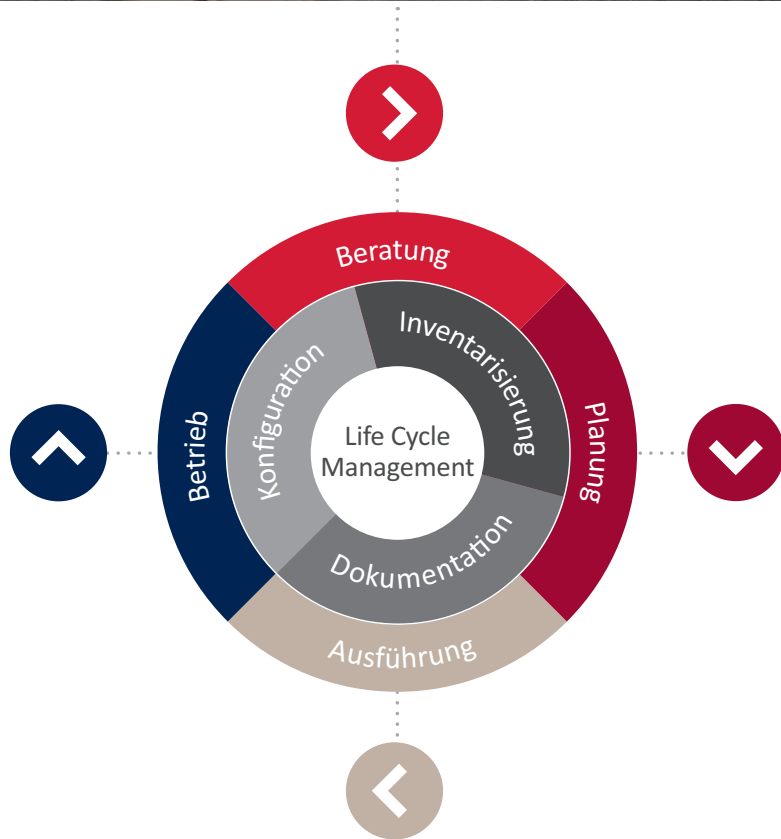 Beratung
Inventarisierung
Konfiguration
Life Cycle
Management
Planung
Betrieb
Dokumentation
Ausführung